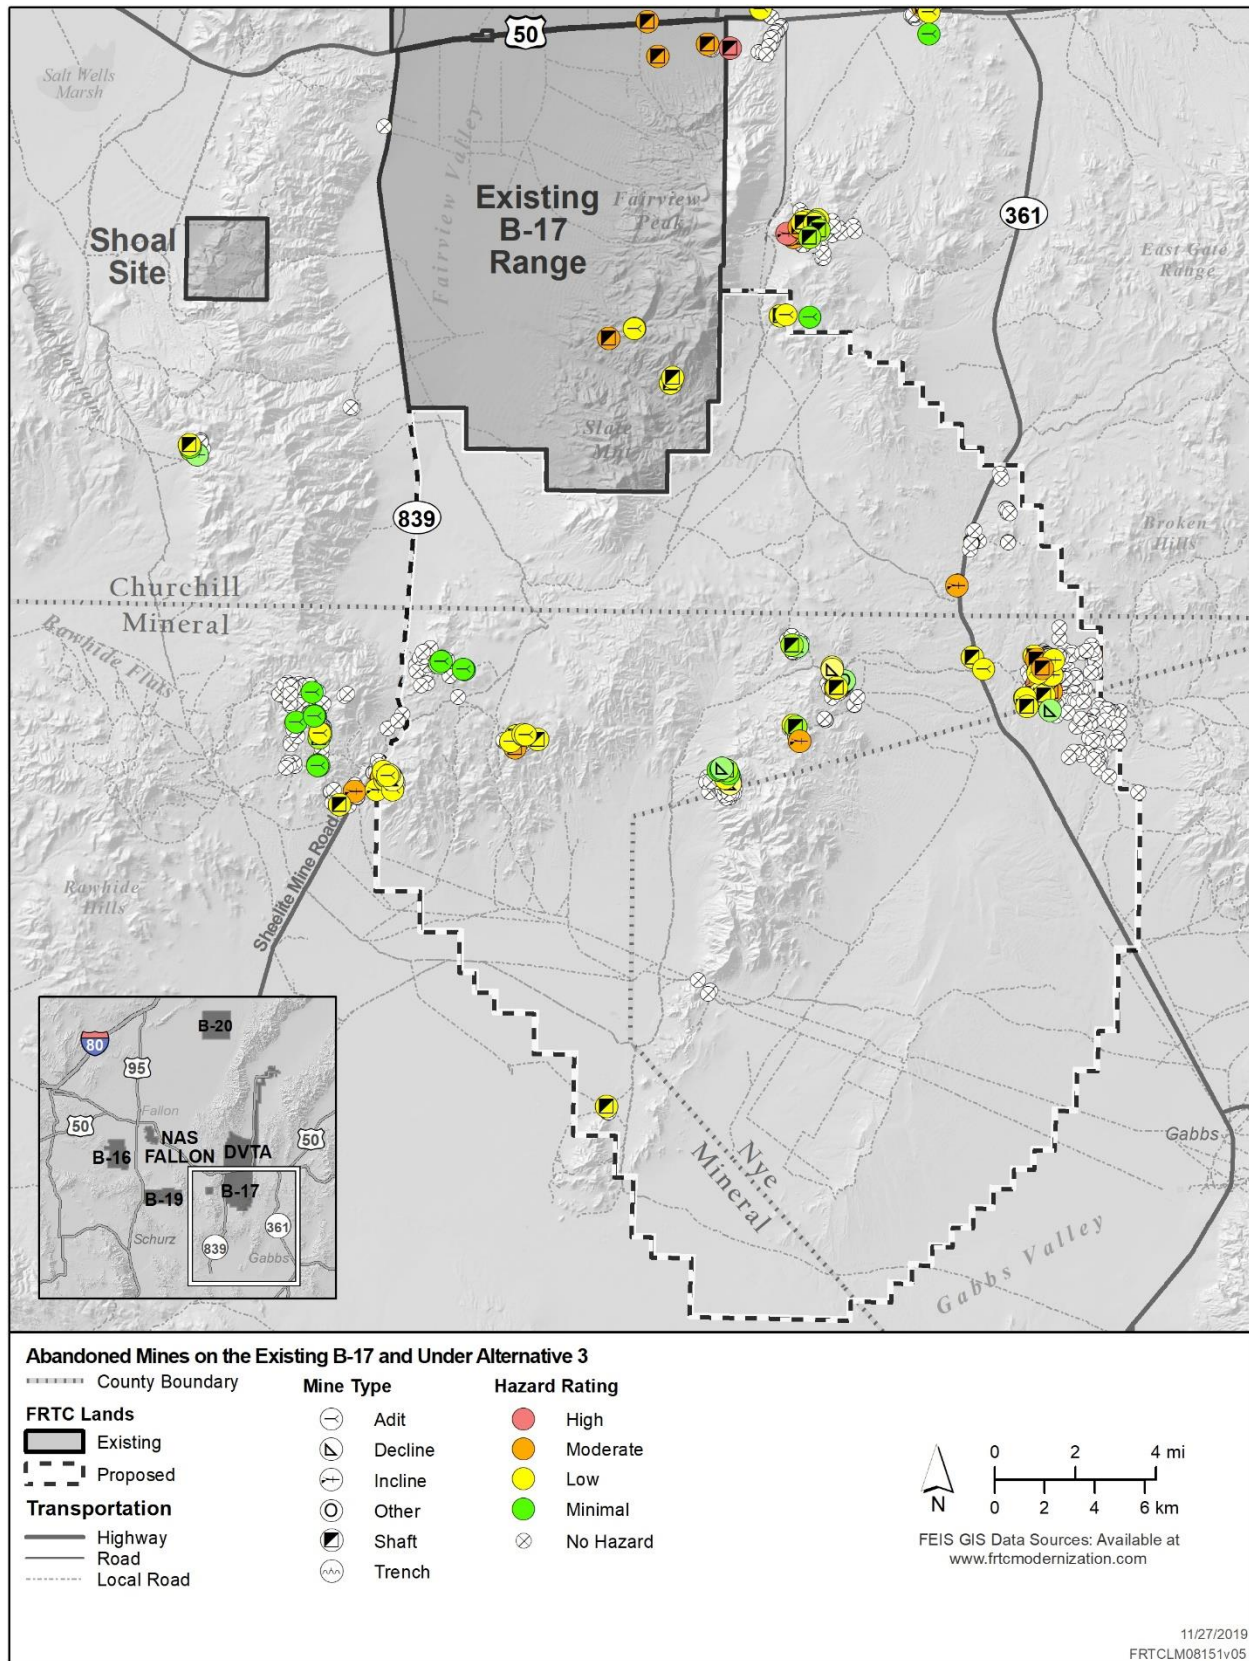 50
Salt Wells
Marsh
Fairview Valley
Existing
B-17
Range
Fairview
Peak
361
Shoal
Site
East Gate
Range
Slate
Mtn
839
Broken
Hills
Churchill
Mineral
Rawhide Flats
Rawhide
Hills
Sheelite Mine Road
Gabbs
Nye
Mineral
Gabbs Valley
80
B-20
95
Fallon
50
NAS
FALLON
DVTA
50
B-16
B-19
B-17
Schurz
361
839
Gabbs
Abandoned Mines on the Existing B-17 and Under Alternative 3
County Boundary
FRTC Lands
Existing
Proposed
Transportation
Highway
Road
Local Road
Mine Type
Adit
Decline
Incline
Other
Shaft
Trench
Hazard Rating
High
Moderate
Low
Minimal
No Hazard
N
0 2 4 mi
0 2 4 6 km
FEIS GIS Data Sources: Available at
www.frtcmodernization.com
11/27/2019
FRTCLM08151v05